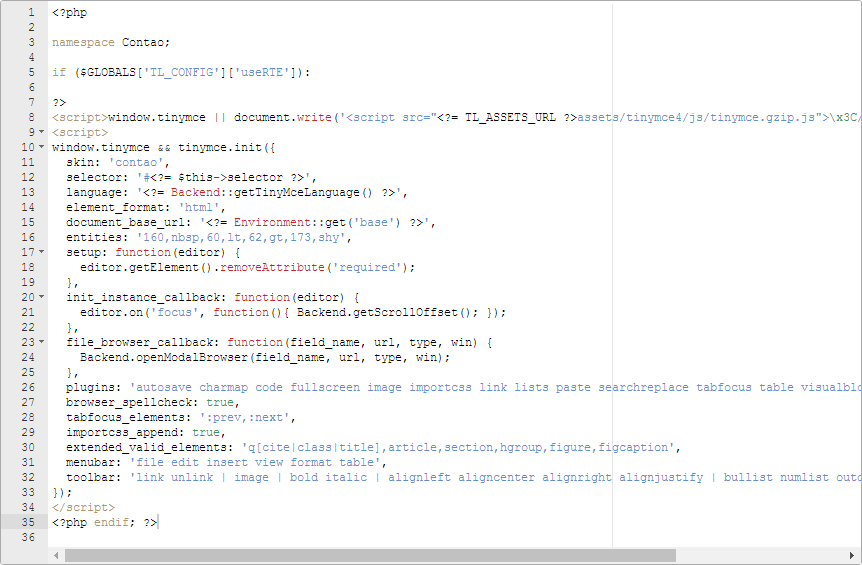 1 <?php
2
3 namespace Contao;
4
5 if ($GLOBALS['TL_CONFIG']['useRTE']):
6
7 ?>
8 <script>window.tinymce || document.write('<script src="<?= TL_ASSETS_URL ?>assets/tinymce4/js/tinymce.gzip.js">\x3C/
9 <script>
10 window.tinymce && tinymce.init({
11   skin: 'contao',
12   selector: '#<?= $this->selector ?>',
13   language: '<?= Backend::getTinyMceLanguage() ?>',
14   element_format: 'html',
15   document_base_url: '<?= Environment::get('base') ?>',
16   entities: '160,nbsp,60,lt,62,gt,173,shy',
17   setup: function(editor) {
18     editor.getElement().removeAttribute('required');
19   },
20   init_instance_callback: function(editor) {
21     editor.on('focus', function(){ Backend.getScrollOffset(); });
22   },
23   file_browser_callback: function(field_name, url, type, win) {
24     Backend.openModalBrowser(field_name, url, type, win);
25   },
26   plugins: 'autosave charmap code fullscreen image importcss link lists paste searchreplace tabfocus table visualblo
27   browser_spellcheck: true,
28   tabfocus_elements: ':prev,:next',
29   importcss_append: true,
30   extended_valid_elements: 'q[cite|class|title],article,section,hgroup,figure,figcaption',
31   menubar: 'file edit insert view format table',
32   toolbar: 'link unlink | image | bold italic | alignleft aligncenter alignright alignjustify | bullist numlist outd
33 });
34 </script>
35 <?php endif; ?>
36